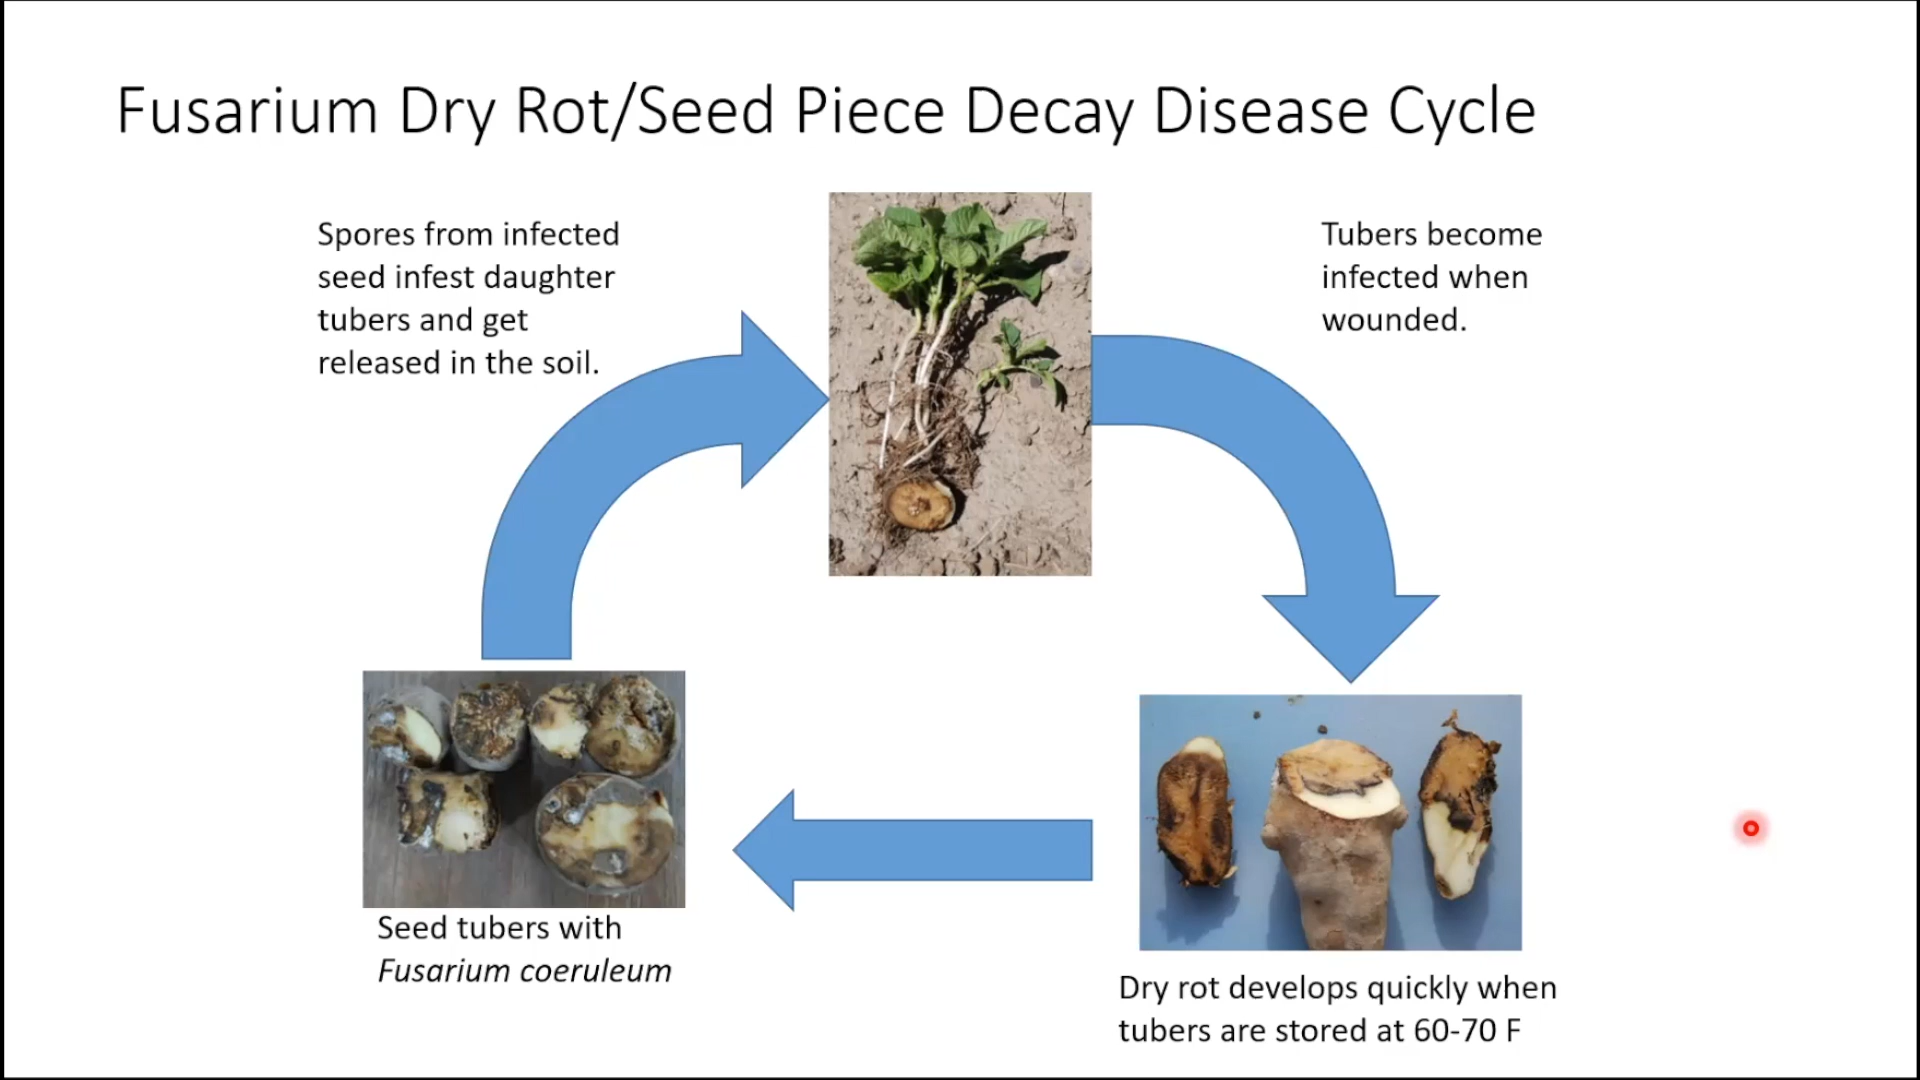 Fusarium Dry Rot/Seed Piece Decay Disease Cycle
Spores from infected
seed infest daughter
tubers and get
released in the soil.
Tubers become
infected when
wounded.
Seed tubers with
Fusarium coeruleum
Dry rot develops quickly when
tubers are stored at 60-70 F